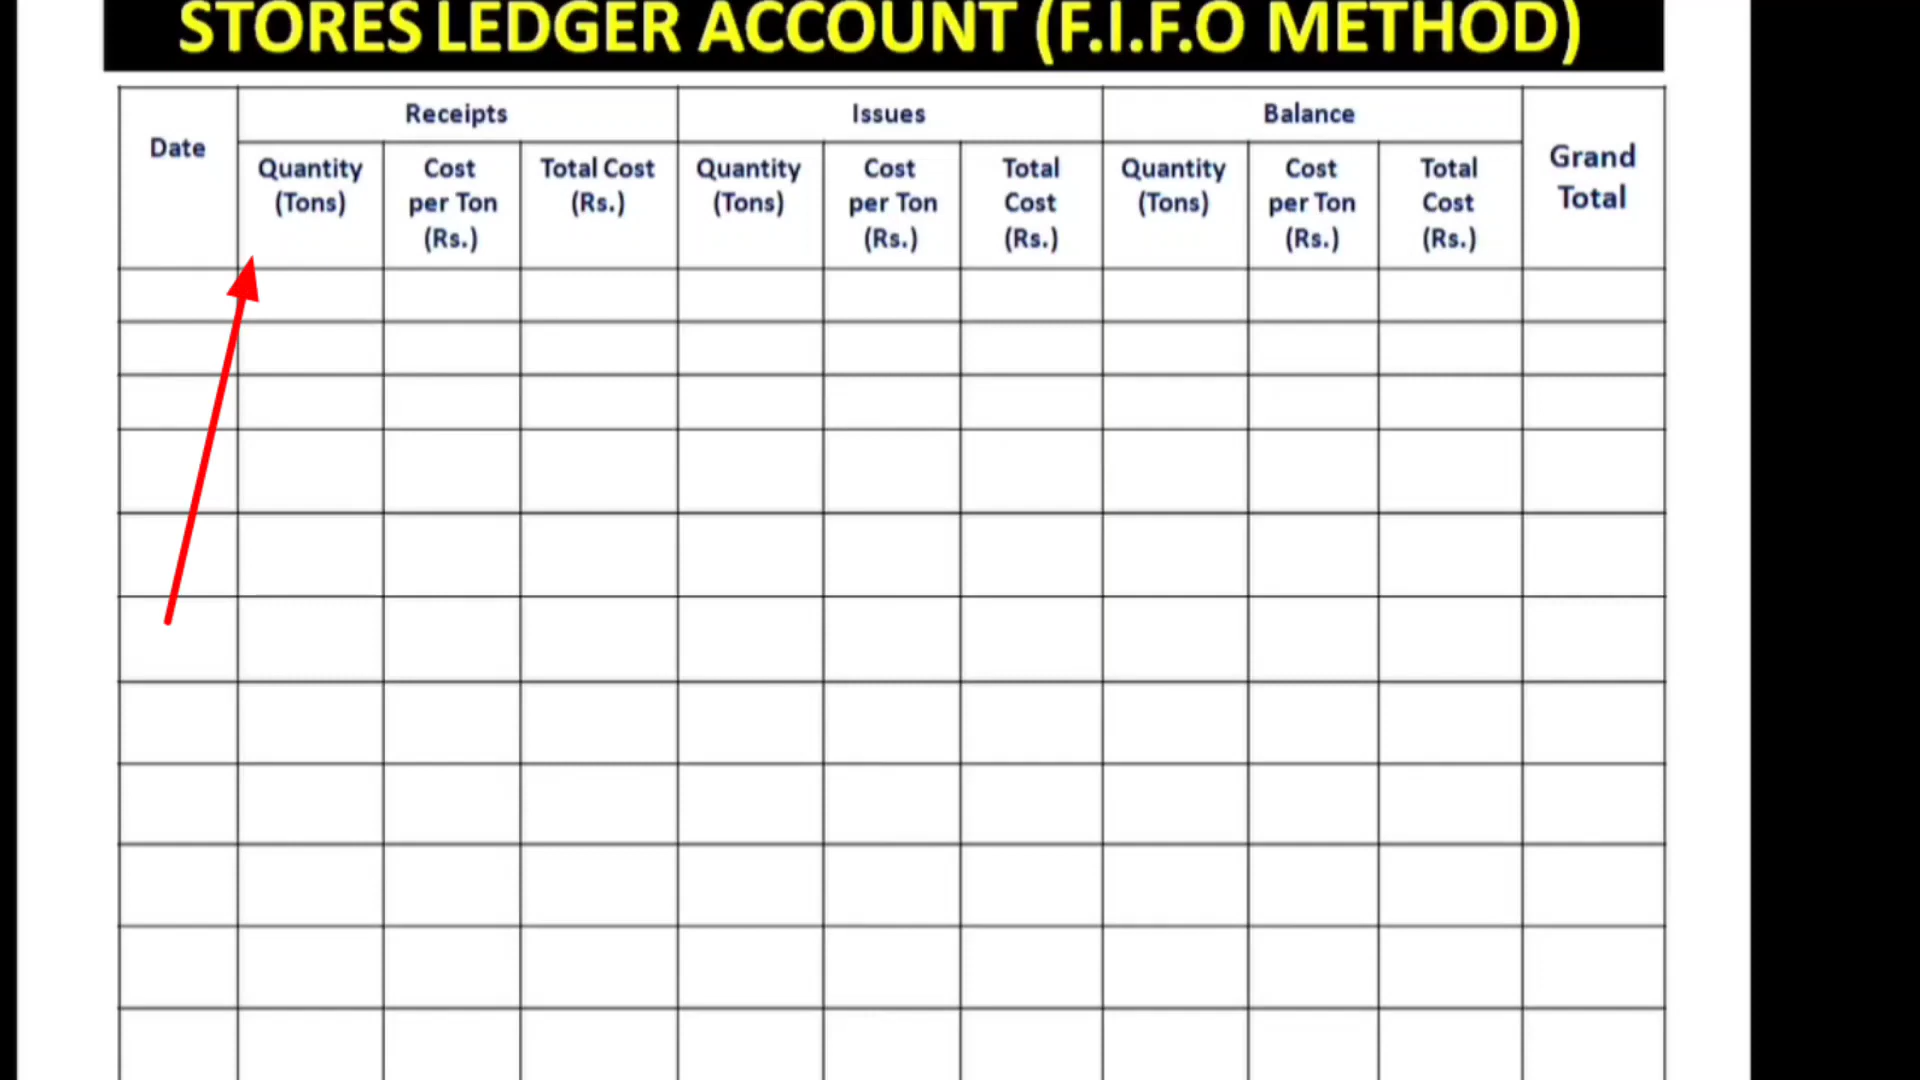 STORES LEDGER ACCOUNT (F.I.F.O METHOD)
Date
Receipts
Issues
Balance
Grand
Total
Quantity
(Tons)
Cost
per Ton
(Rs.)
Total Cost
(Rs.)
Quantity
(Tons)
Cost
per Ton
(Rs.)
Total
Cost
(Rs.)
Quantity
(Tons)
Cost
per Ton
(Rs.)
Total
Cost
(Rs.)